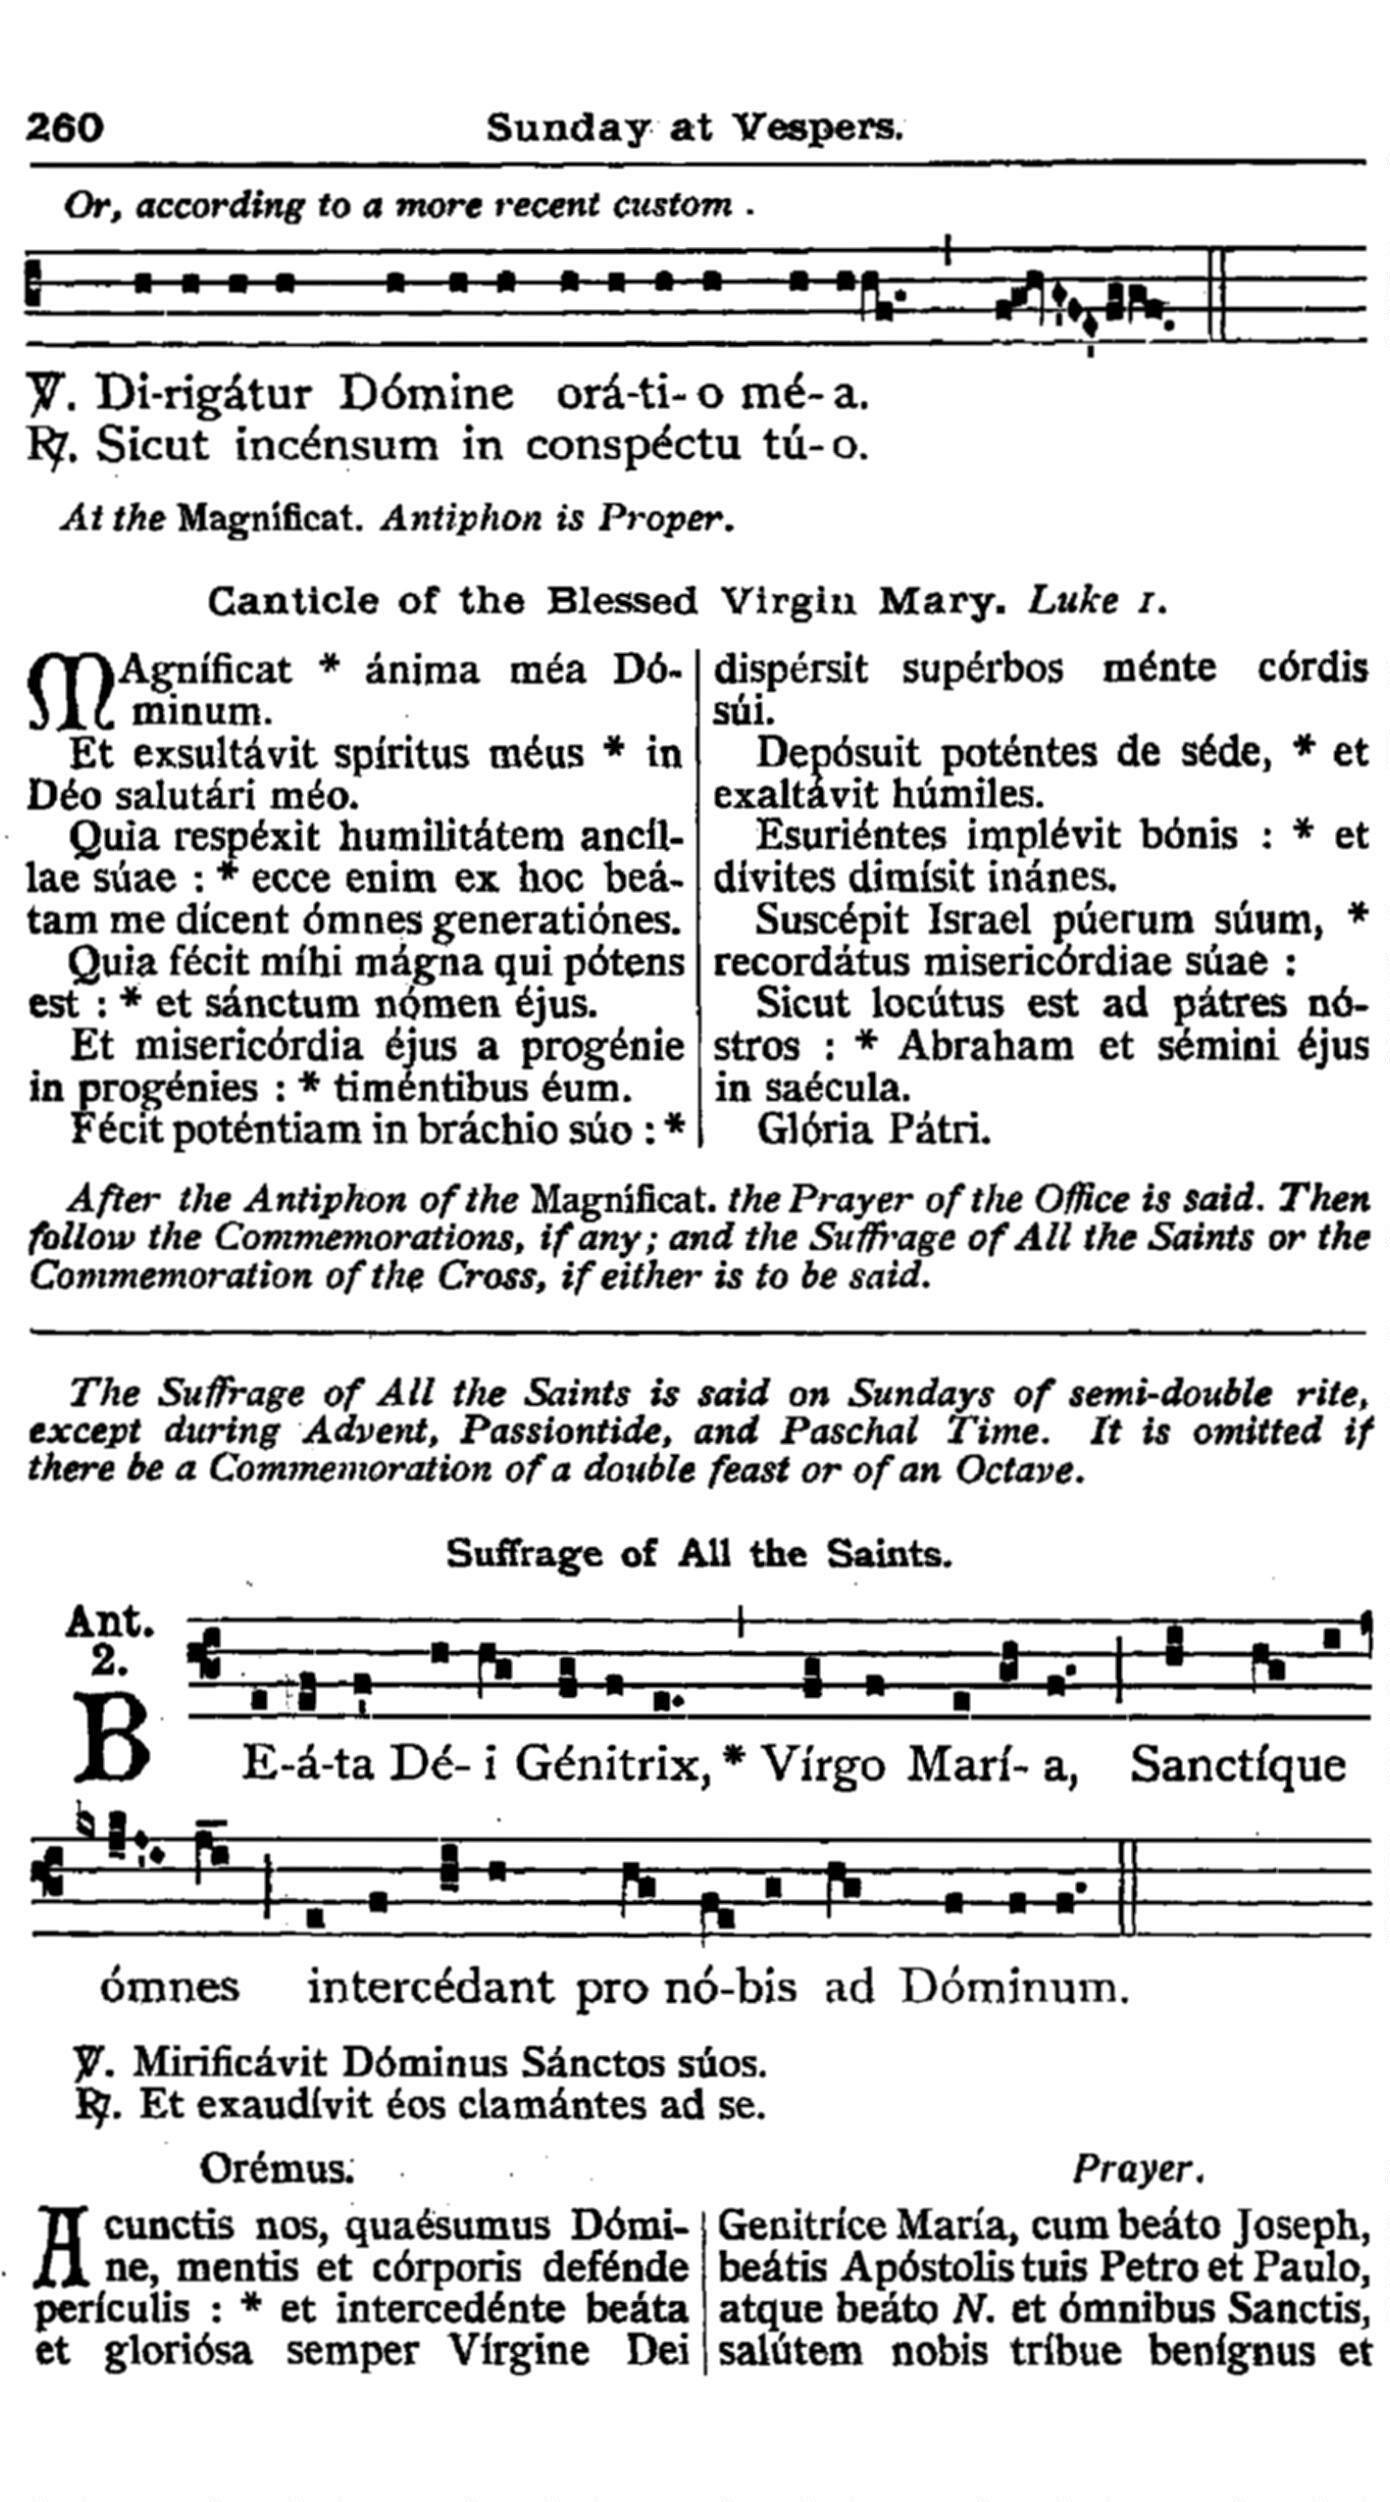 260 Sunday at Vespers.
Or, according to a more recent custom .
℣. Di-rigátur Dómine orá-ti-o mé-a.
℟. Sicut incénsum in conspéctu tú-o.
At the Magníficat. Antiphon is Proper.
Canticle of the Blessed Virgin Mary. Luke 1.
MAgníficat * ánima méa Dó-
minum.
Et exsultávit spíritus méus * in
Déo salutári méo.
Quia respéxit humilitátem ancíl-
lae súae : * ecce enim ex hoc beá-
tam me dícent ómnes generatiónes.
Quia fécit míhi mágna qui pótens
est : * et sánctum nómen éjus.
Et misericórdia éjus a progénie
in progénies : * timéntibus éum.
Fécit poténtiam in bráchio súo : *
dispérsit supérbos ménte córdis
súi.
Depósuit poténtes de séde, * et
exaltávit húmiles.
Esuriéntes implévit bónis : * et
dívites dimísit inánes.
Suscépit Israel púerum súum, *
recordátus misericórdiae súae :
Sicut locútus est ad pátres nó-
stros : * Abraham et sémini éjus
in saécula.
Glória Pátri.
After the Antiphon of the Magníficat. the Prayer of the Office is said. Then
follow the Commemorations, if any; and the Suffrage of All the Saints or the
Commemoration of the Cross, if either is to be said.
The Suffrage of All the Saints is said on Sundays of semi-double rite,
except during Advent, Passiontide, and Paschal Time. It is omitted if
there be a Commemoration of a double feast or of an Octave.
Suffrage of All the Saints.
Ant.
2.
BE-á-ta Dé-i Génitrix, * Vírgo Marí-a, Sanctíque
ómnes intercédant pro nó-bis ad Dóminum.
℣. Mirificávit Dóminus Sánctos súos.
℟. Et exaudívit éos clamántes ad se.
Orémus. Prayer.
A cunctis nos, quaésumus Dómi-
ne, mentis et córporis defénde
perículis : * et intercedénte beáta
et gloriósa semper Vírgine Dei
Genitríce María, cum beáto Joseph,
beátis Apóstolis tuis Petro et Paulo,
atque beáto N. et ómnibus Sanctis,
salútem nobis tríbue benígnus et